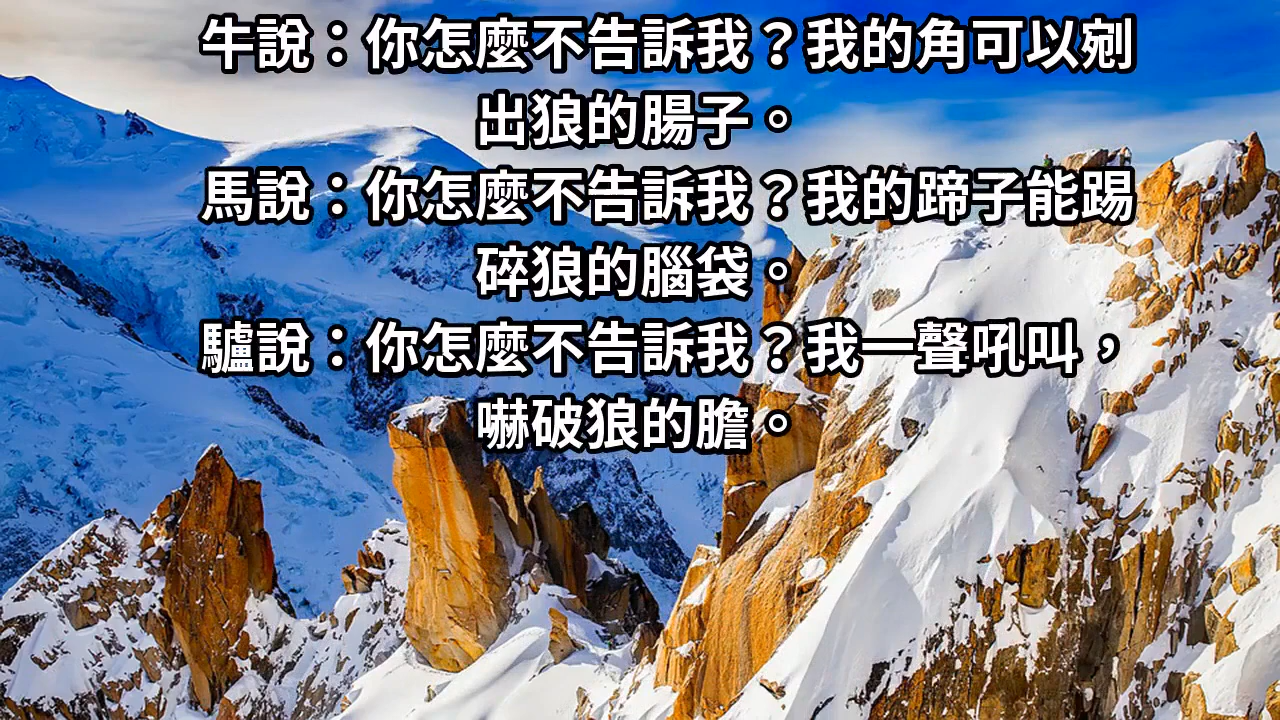 牛說：你怎麼不告訴我？我的角可以剜
出狼的腸子。
馬說：你怎麼不告訴我？我的蹄子能踢
碎狼的腦袋。
驢說：你怎麼不告訴我？我一聲吼叫，
嚇破狼的膽。